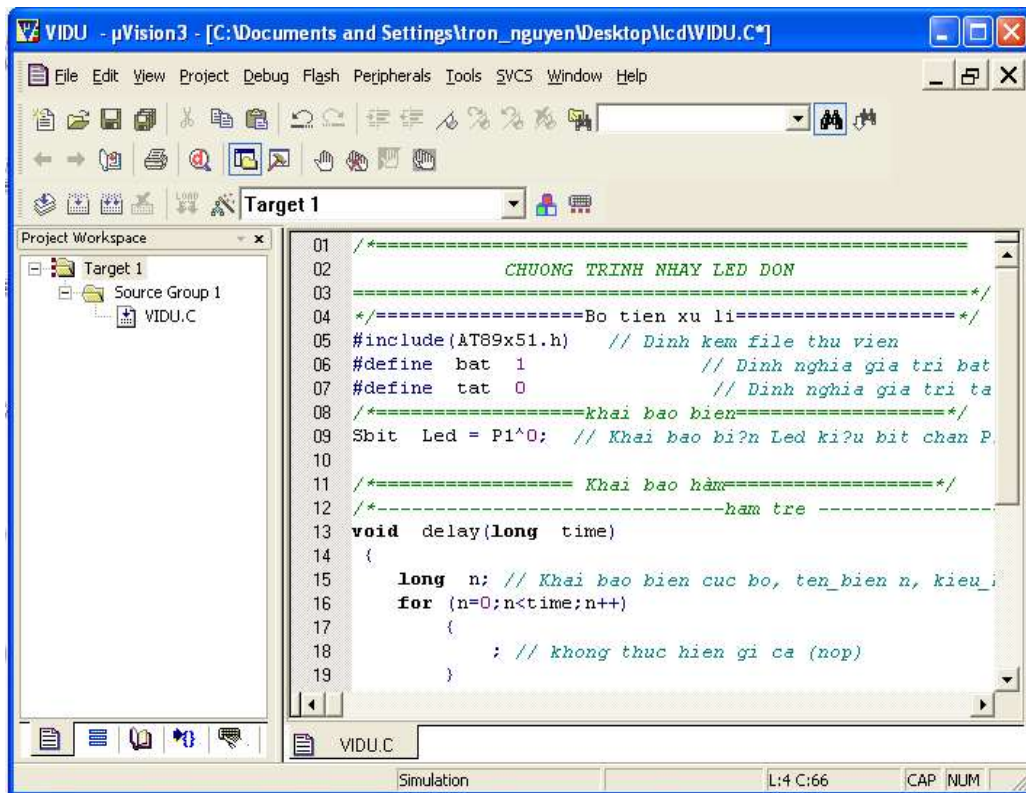 VIDU - µVision3 - [C:\Documents and Settings\tron_nguyen\Desktop\lcd\VIDU.C*]
File Edit View Project Debug Flash Peripherals Tools SVCS Window Help
Target 1
Project Workspace
Target 1
Source Group 1
VIDU.C
01 /*===================================================
02 CHUONG TRINH NHAY LED DON
03 =====================================================*/
04 */==================Bo tien xu li===================*/
05 #include(AT89x51.h) // Dinh kem file thu vien
06 #define bat 1 // Dinh nghia gia tri bat
07 #define tat 0 // Dinh nghia gia tri ta
08 /*==================khai bao bien==================*/
09 Sbit Led = P1^0; // Khai bao bi?n Led ki?u bit chan P
10
11 /*================= Khai bao hàm==================*/
12 /*------------------------------ham tre ---------------
13 void delay(long time)
14 {
15 long n; // Khai bao bien cuc bo, ten_bien n, kieu_
16 for (n=0;n<time;n++)
17 {
18 ; // khong thuc hien gi ca (nop)
19 }
VIDU.C
Simulation L:4 C:66 CAP NUM